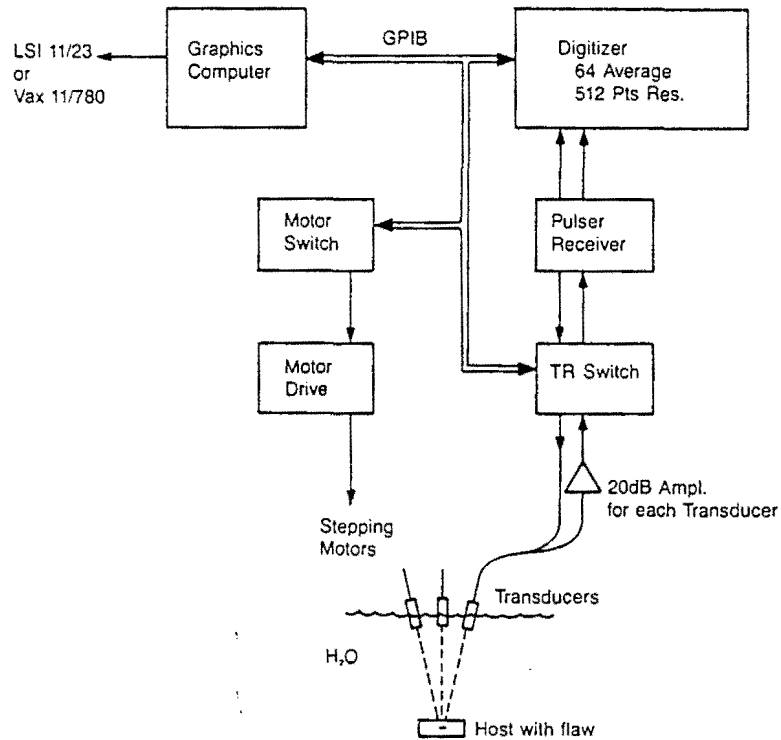 LSI 11/23
or
Vax 11/780
Graphics
Computer
GPIB
Digitizer
64 Average
512 Pts Res.
Motor
Switch
Pulser
Receiver
Motor
Drive
TR Switch
20dB Ampl.
for each Transducer
Stepping
Motors
Transducers
H₂O
Host with flaw